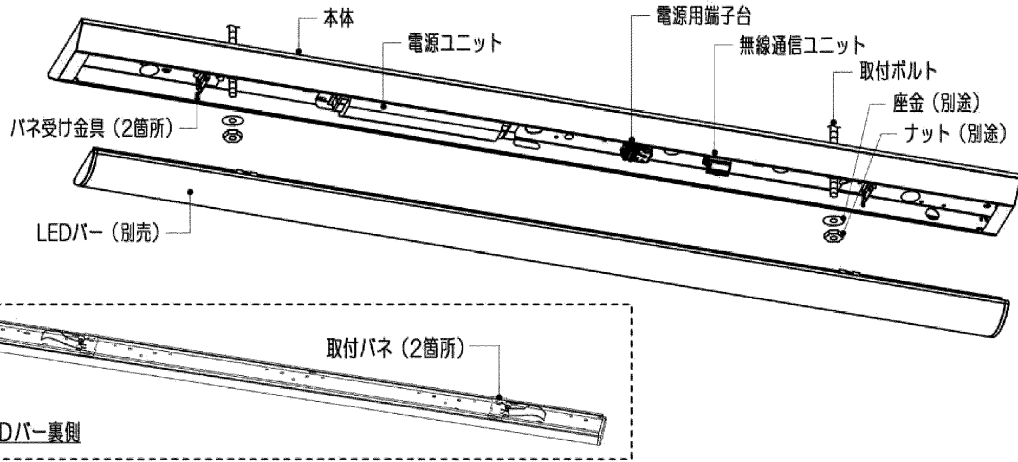 本体
電源ユニット
電源用端子台
無線通信ユニット
取付ボルト
座金（別途）
ナット（別途）
バネ受け金具（2箇所）
LEDバー（別売）
取付バネ（2箇所）
Dバー裏側